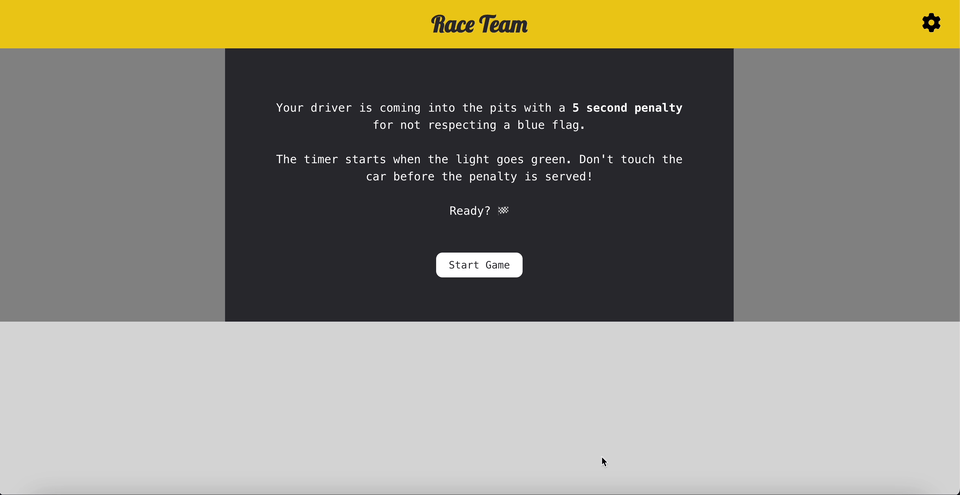 Race Team
Your driver is coming into the pits with a 5 second penalty
for not respecting a blue flag.
The timer starts when the light goes green. Don't touch the
car before the penalty is served!
Ready? 🏁
Start Game